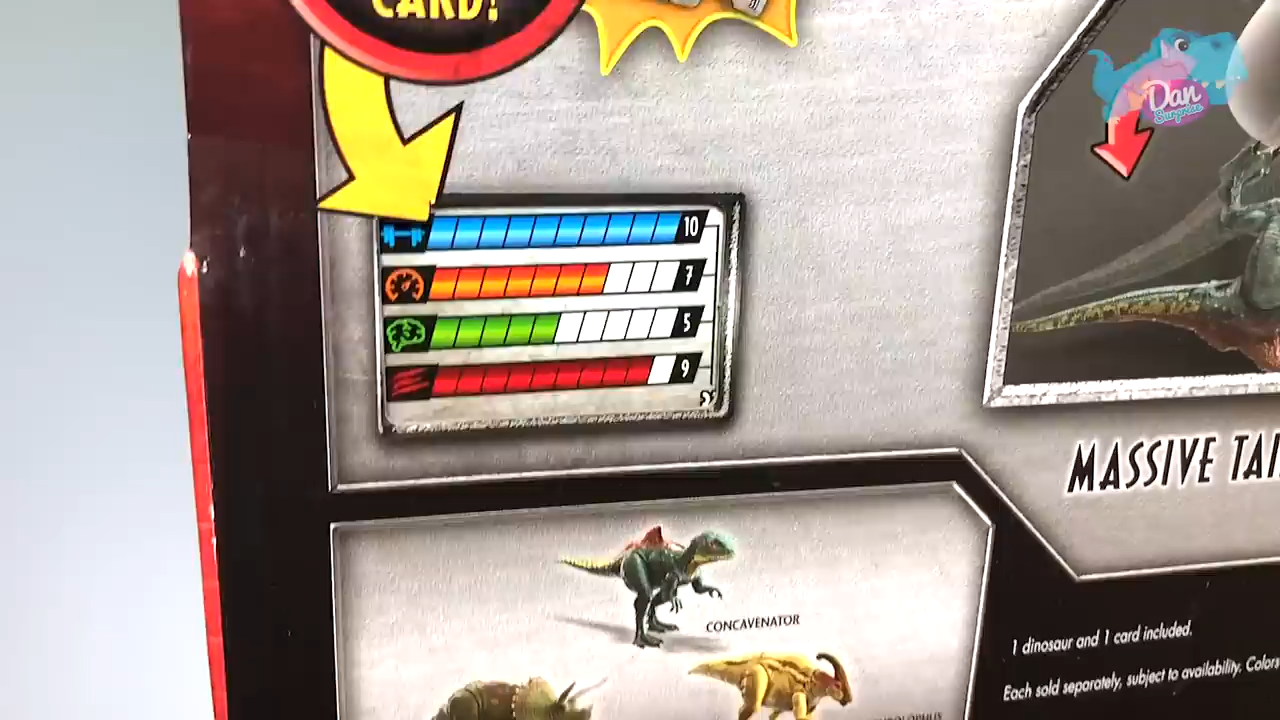 CARD!
Dan
Surprise
10
7
5
9
MASSIVE
CONCAVENATOR
1 dinosaur and 1 card included.
Each sold separately, subject to availability. Colors